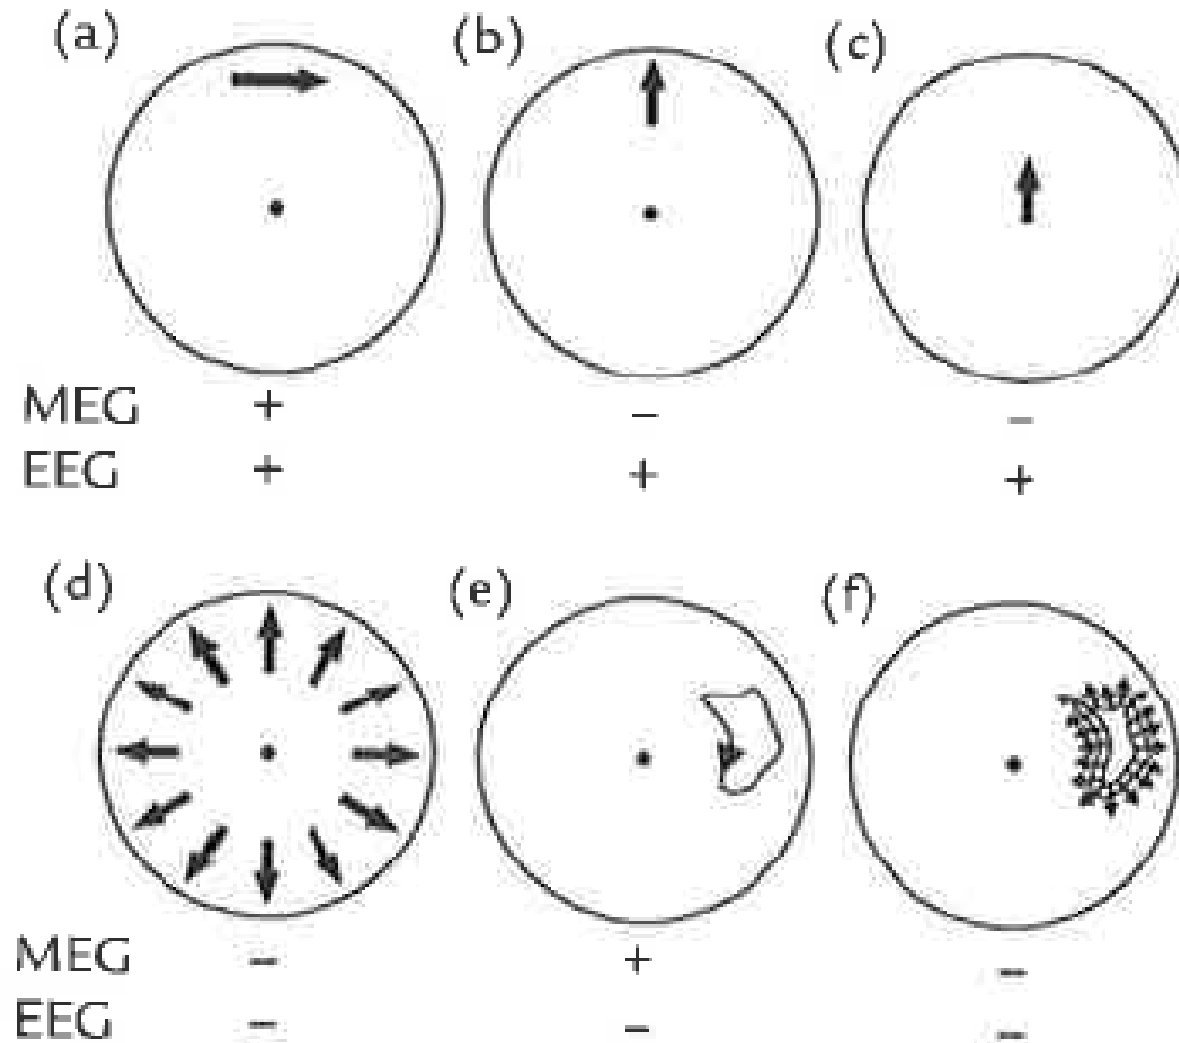 (a) (b) (c)
MEG + – –
EEG + + +
(d) (e) (f)
MEG – + –
EEG – – –